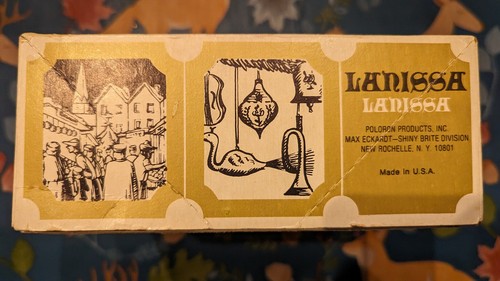 LANISSA
LANISSA
POLORON PRODUCTS, INC.
MAX ECKARDT—SHINY BRITE DIVISION
NEW ROCHELLE, N. Y. 10801
Made in U.S.A.